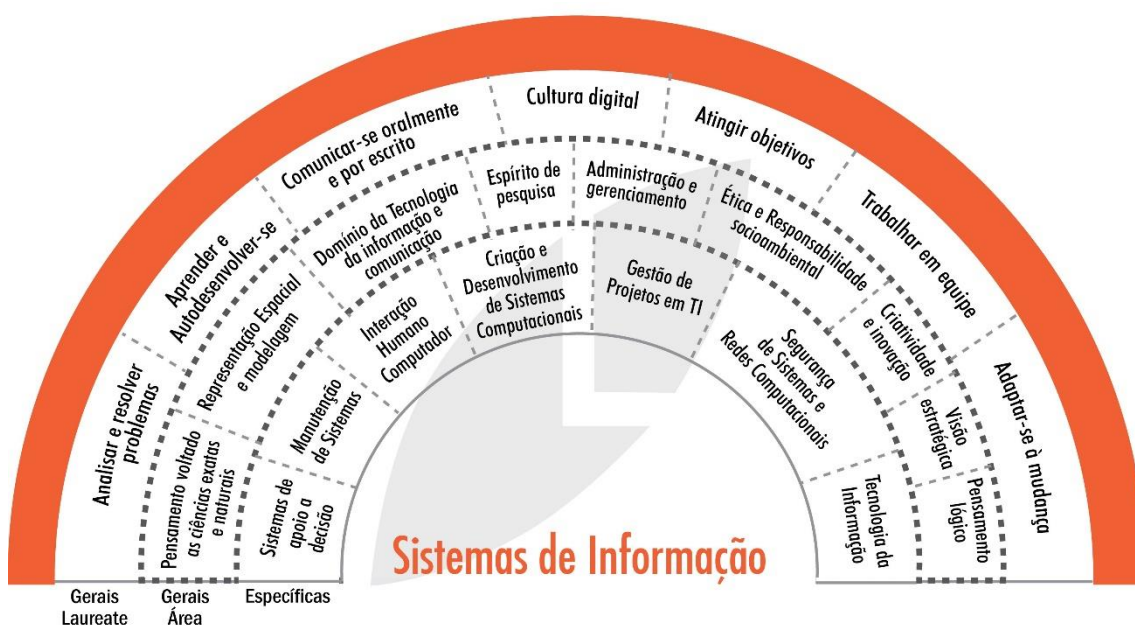 Analisar e resolver
problemas
Aprender e
Autodesenvolver-se
Comunicar-se oralmente
e por escrito
Cultura digital
Atingir objetivos
Trabalhar em equipe
Adaptar-se à mudança
Pensamento voltado
as ciências exatas
e naturais
Representação Espacial
e modelagem
Domínio da Tecnologia
da informação e
comunicação
Espírito de
pesquisa
Administração e
gerenciamento
Ética e Responsabilidade
socioambiental
Criatividade
e inovação
Visão
estratégica
Pensamento
lógico
Sistemas de
apoio a
decisão
Manutenção
de Sistemas
Interação
Humano
Computador
Criação e
Desenvolvimento
de Sistemas
Computacionais
Gestão de
Projetos em TI
Segurança
de Sistemas e
Redes Computacionais
Tecnologia da
Informação
Sistemas de Informação
Gerais
Laureate
Gerais
Área
Específicas